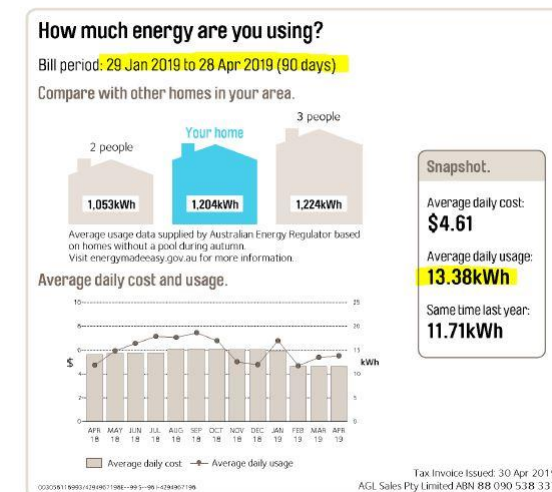 How much energy are you using?
Bill period: 29 Jan 2019 to 28 Apr 2019 (90 days)
Compare with other homes in your area.
2 people
Your home
3 people
1,053kWh
1,204kWh
1,224kWh
Average usage data supplied by Australian Energy Regulator based
on homes without a pool during autumn.
Visit energymadeeasy.gov.au for more information.
Snapshot.
Average daily cost:
$4.61
Average daily usage:
13.38kWh
Same time last year:
11.71kWh
Average daily cost and usage.
10
8
6
$
4
2
0
25
20
15
kWh
10
5
0
APR MAY JUN JUL AUG SEP OCT NOV DEC JAN FEB MAR APR
18 18 18 18 18 18 18 18 18 19 19 19 19
Average daily cost
Average daily usage
Tax Invoice Issued: 30 Apr 2019
AGL Sales Pty Limited ABN 88 090 538 33